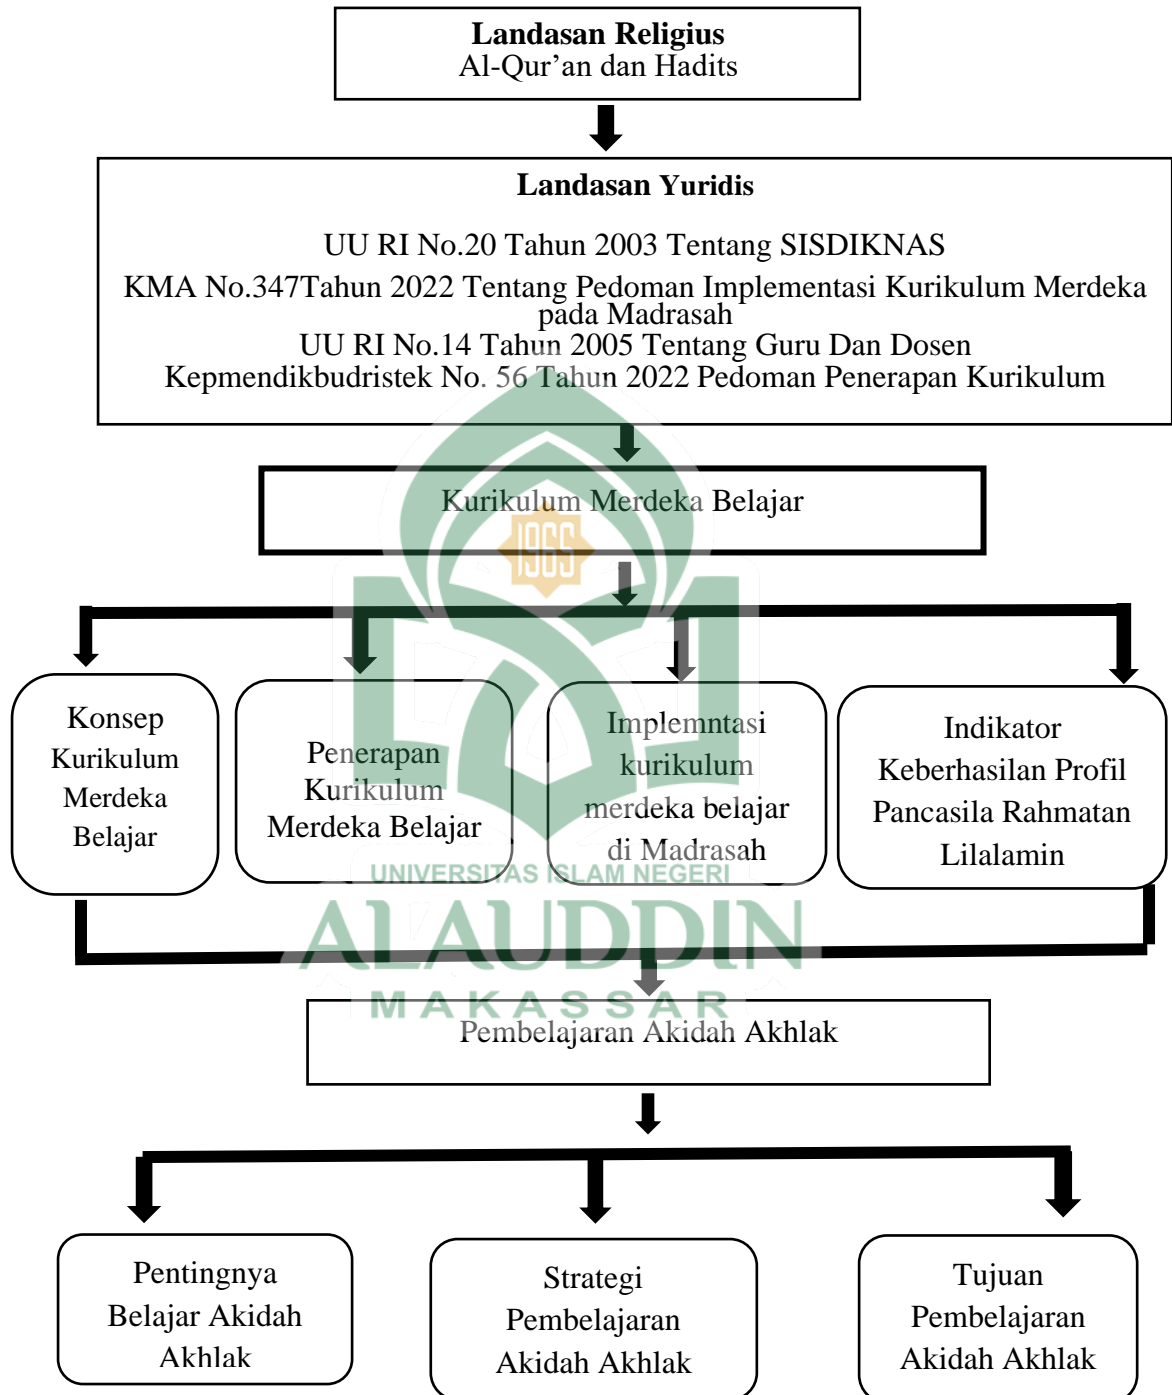 Landasan Religius
Al-Qur’an dan Hadits
Landasan Yuridis
UU RI No.20 Tahun 2003 Tentang SISDIKNAS
KMA No.347Tahun 2022 Tentang Pedoman Implementasi Kurikulum Merdeka
pada Madrasah
UU RI No.14 Tahun 2005 Tentang Guru Dan Dosen
Kepmendikbudristek No. 56 Tahun 2022 Pedoman Penerapan Kurikulum
Kurikulum Merdeka Belajar
1965
Konsep
Kurikulum
Merdeka
Belajar
Penerapan
Kurikulum
Merdeka Belajar
Implemntasi
kurikulum
merdeka belajar
di Madrasah
Indikator
Keberhasilan Profil
Pancasila Rahmatan
Lilalamin
UNIVERSITAS ISLAM NEGERI
ALAUDDIN
MAKASSAR
Pembelajaran Akidah Akhlak
Pentingnya
Belajar Akidah
Akhlak
Strategi
Pembelajaran
Akidah Akhlak
Tujuan
Pembelajaran
Akidah Akhlak